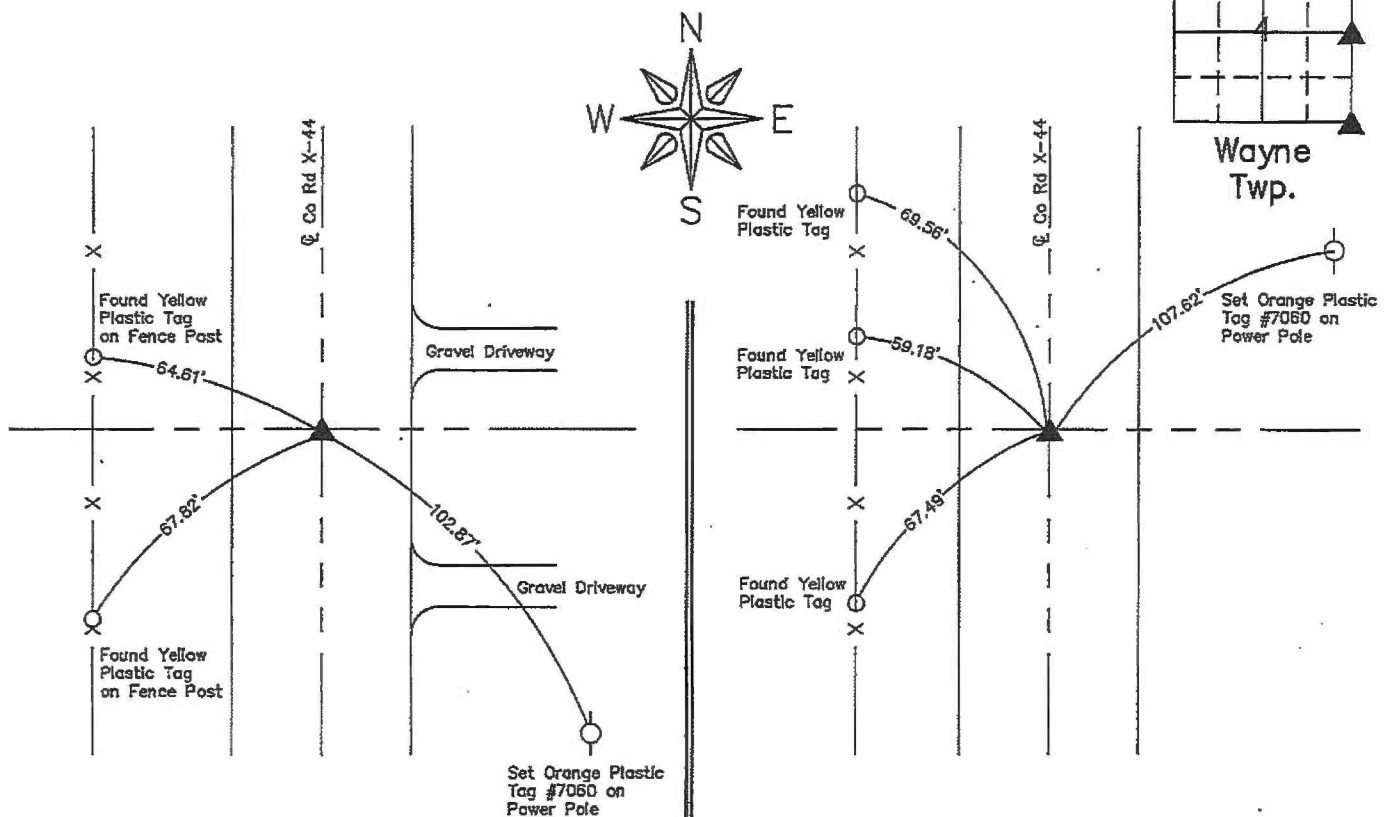 N
W
E
S
4
Wayne
Twp.
℄ Co Rd X-44
Found Yellow
Plastic Tag
on Fence Post
64.61'
Gravel Driveway
67.82'
102.87'
Gravel Driveway
Found Yellow
Plastic Tag
on Fence Post
Set Orange Plastic
Tag #7060 on
Power Pole
℄ Co Rd X-44
Found Yellow
Plastic Tag
69.56'
107.62'
Set Orange Plastic
Tag #7060 on
Power Pole
59.18'
Found Yellow
Plastic Tag
67.49'
Found Yellow
Plastic Tag